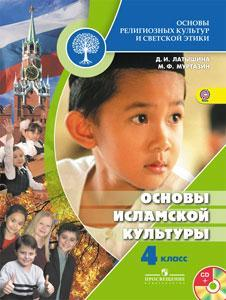 ОСНОВЫ
РЕЛИГИОЗНЫХ КУЛЬТУР
И СВЕТСКОЙ ЭТИКИ
Д. И. ЛАТЫШИНА
М. Ф. МУРТАЗИН
ОСНОВЫ
ИСЛАМСКОЙ
КУЛЬТУРЫ
4 класс
ПРОСВЕЩЕНИЕ
CD